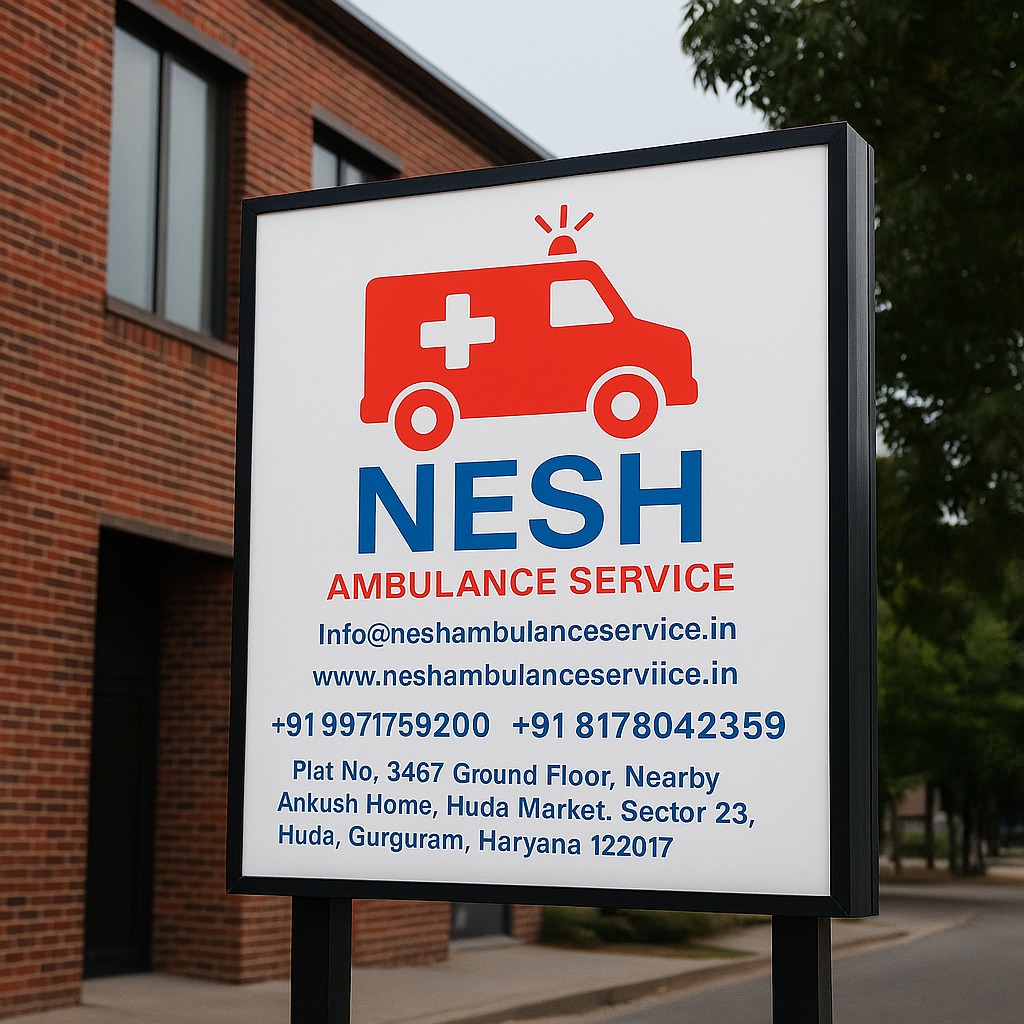 NESH
AMBULANCE SERVICE
Info@neshambulanceservice.in
www.neshambulanceserviice.in
+91 9971759200 +91 8178042359
Plat No, 3467 Ground Floor, Nearby
Ankush Home, Huda Market. Sector 23,
Huda, Gurguram, Haryana 122017